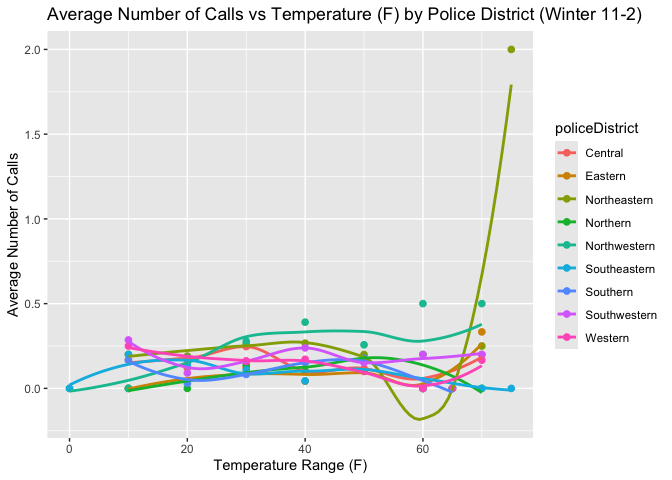 Average Number of Calls vs Temperature (F) by Police District (Winter 11-2)
Average Number of Calls
2.0
1.5
1.0
0.5
0.0
0
20
40
60
Temperature Range (F)
policeDistrict
Central
Eastern
Northeastern
Northern
Northwestern
Southeastern
Southern
Southwestern
Western